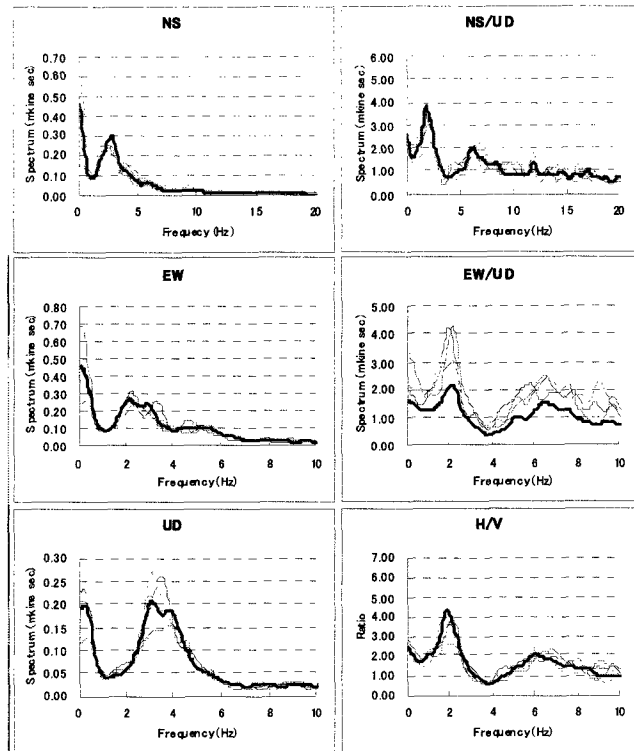 NS
Spectrum (mkine sec)
0.80
0.70
0.60
0.50
0.40
0.30
0.20
0.10
0.00
0 5 10 15 20
Frequecy (Hz)
NS/UD
Spectrum (mkine sec)
6.00
5.00
4.00
3.00
2.00
1.00
0.00
0 5 10 15 20
Frequency (Hz)
EW
Spectrum (mkine sec)
0.80
0.70
0.60
0.50
0.40
0.30
0.20
0.10
0.00
0 2 4 6 8 10
Frequency (Hz)
EW/UD
Spectrum (mkine sec)
5.00
4.00
3.00
2.00
1.00
0.00
0 2 4 6 8 10
Frequency (Hz)
UD
Spectrum (mkine sec)
0.30
0.25
0.20
0.15
0.10
0.05
0.00
0 2 4 6 8 10
Frequency (Hz)
H/V
Ratio
7.00
6.00
5.00
4.00
3.00
2.00
1.00
0.00
0 2 4 6 8 10
Frequency (Hz)